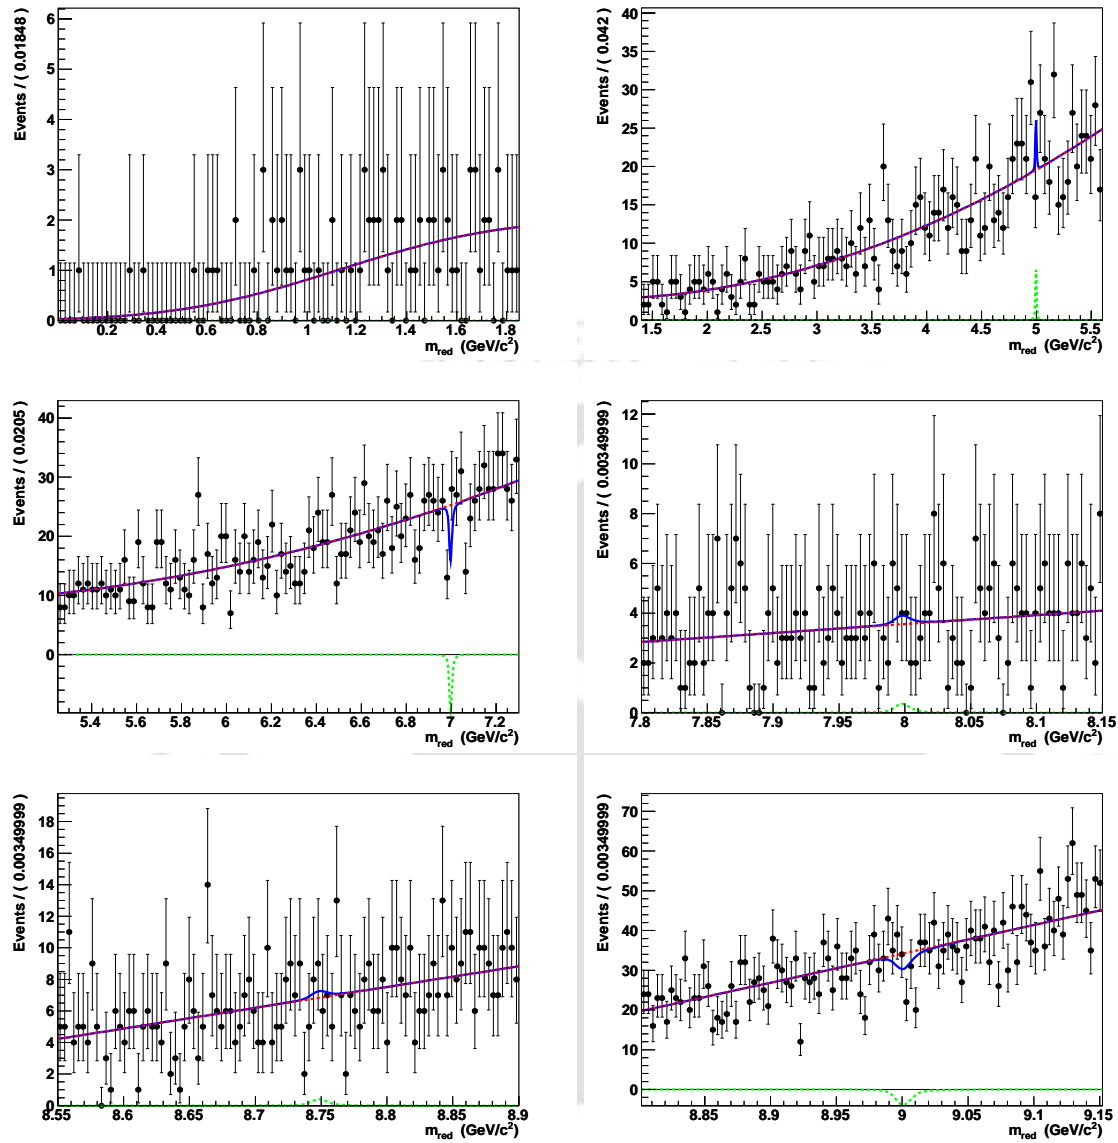 Events / ( 0.01848 )
6
5
4
3
2
1
0
0.2 0.4 0.6 0.8 1 1.2 1.4 1.6 1.8
m_red (GeV/c²)
Events / ( 0.042 )
40
35
30
25
20
15
10
5
0
1.5 2 2.5 3 3.5 4 4.5 5 5.5
m_red (GeV/c²)
Events / ( 0.0205 )
40
30
20
10
0
5.4 5.6 5.8 6 6.2 6.4 6.6 6.8 7 7.2
m_red (GeV/c²)
Events / ( 0.00349999 )
12
10
8
6
4
2
0
7.8 7.85 7.9 7.95 8 8.05 8.1 8.15
m_red (GeV/c²)
Events / ( 0.00349999 )
18
16
14
12
10
8
6
4
2
0
8.55 8.6 8.65 8.7 8.75 8.8 8.85 8.9
m_red (GeV/c²)
Events / ( 0.00349999 )
70
60
50
40
30
20
10
0
8.85 8.9 8.95 9 9.05 9.1 9.15
m_red (GeV/c²)